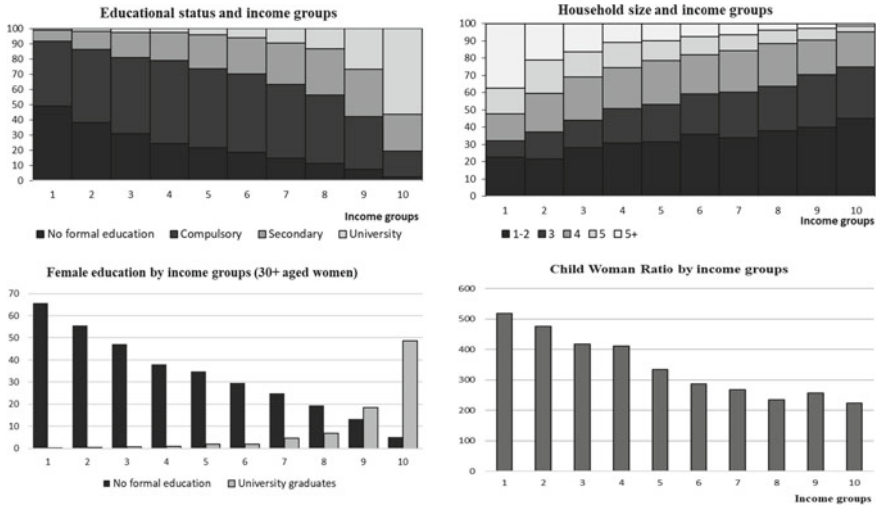 Educational status and income groups
100
90
80
70
60
50
40
30
20
10
0
1 2 3 4 5 6 7 8 9 10
Income groups
No formal education Compulsory Secondary University
Household size and income groups
100
90
80
70
60
50
40
30
20
10
0
1 2 3 4 5 6 7 8 9 10
Income groups
1-2 3 4 5 5+
Female education by income groups (30+ aged women)
70
60
50
40
30
20
10
0
1 2 3 4 5 6 7 8 9 10
No formal education University graduates
Child Woman Ratio by income groups
600
500
400
300
200
100
0
1 2 3 4 5 6 7 8 9 10
Income groups